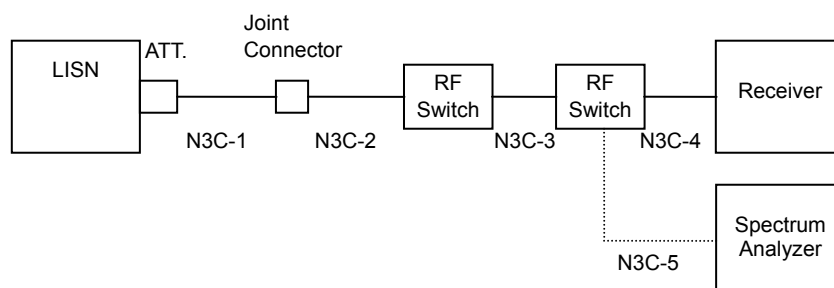 Joint
Connector
ATT.
LISN
RF
Switch
RF
Switch
Receiver
N3C-1
N3C-2
N3C-3
N3C-4
Spectrum
Analyzer
N3C-5